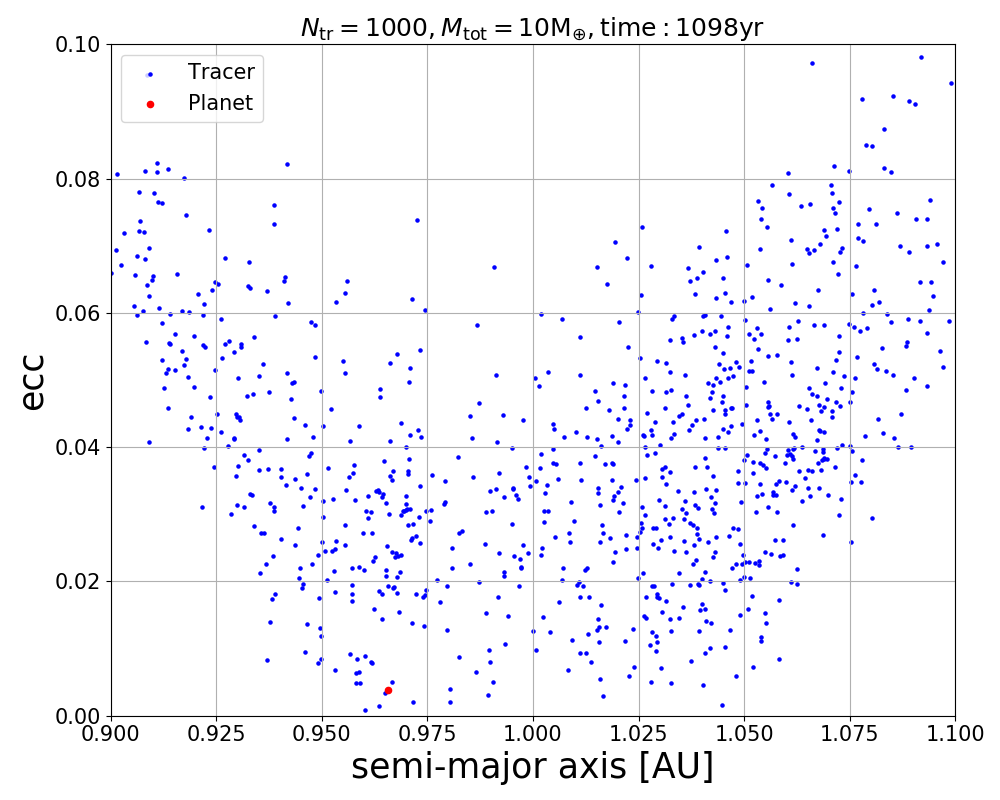 N_tr = 1000, M_tot = 10M_⊕, time : 1098yr
0.10
Tracer
Planet
0.08
0.06
ecc
0.04
0.02
0.00
0.900 0.925 0.950 0.975 1.000 1.025 1.050 1.075 1.100
semi-major axis [AU]